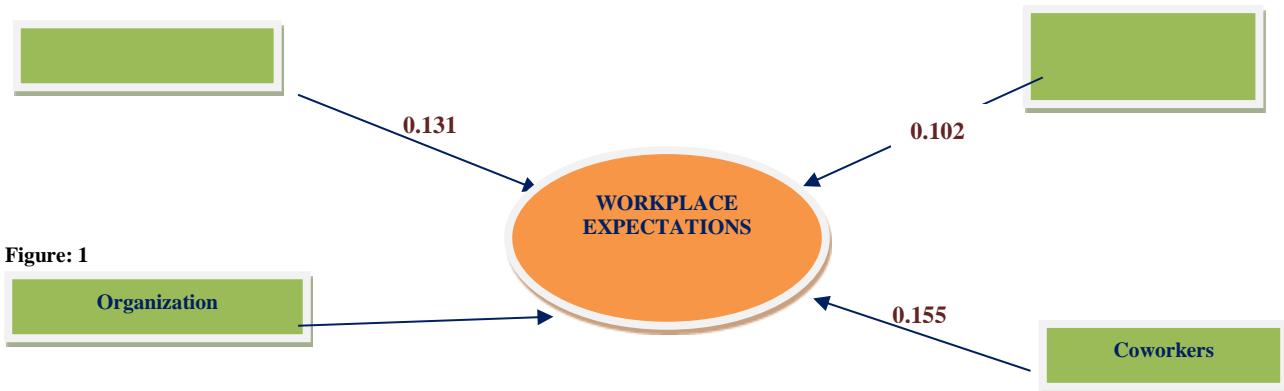 0.131
0.102
WORKPLACE
EXPECTATIONS
Figure: 1
Organization
0.155
Coworkers